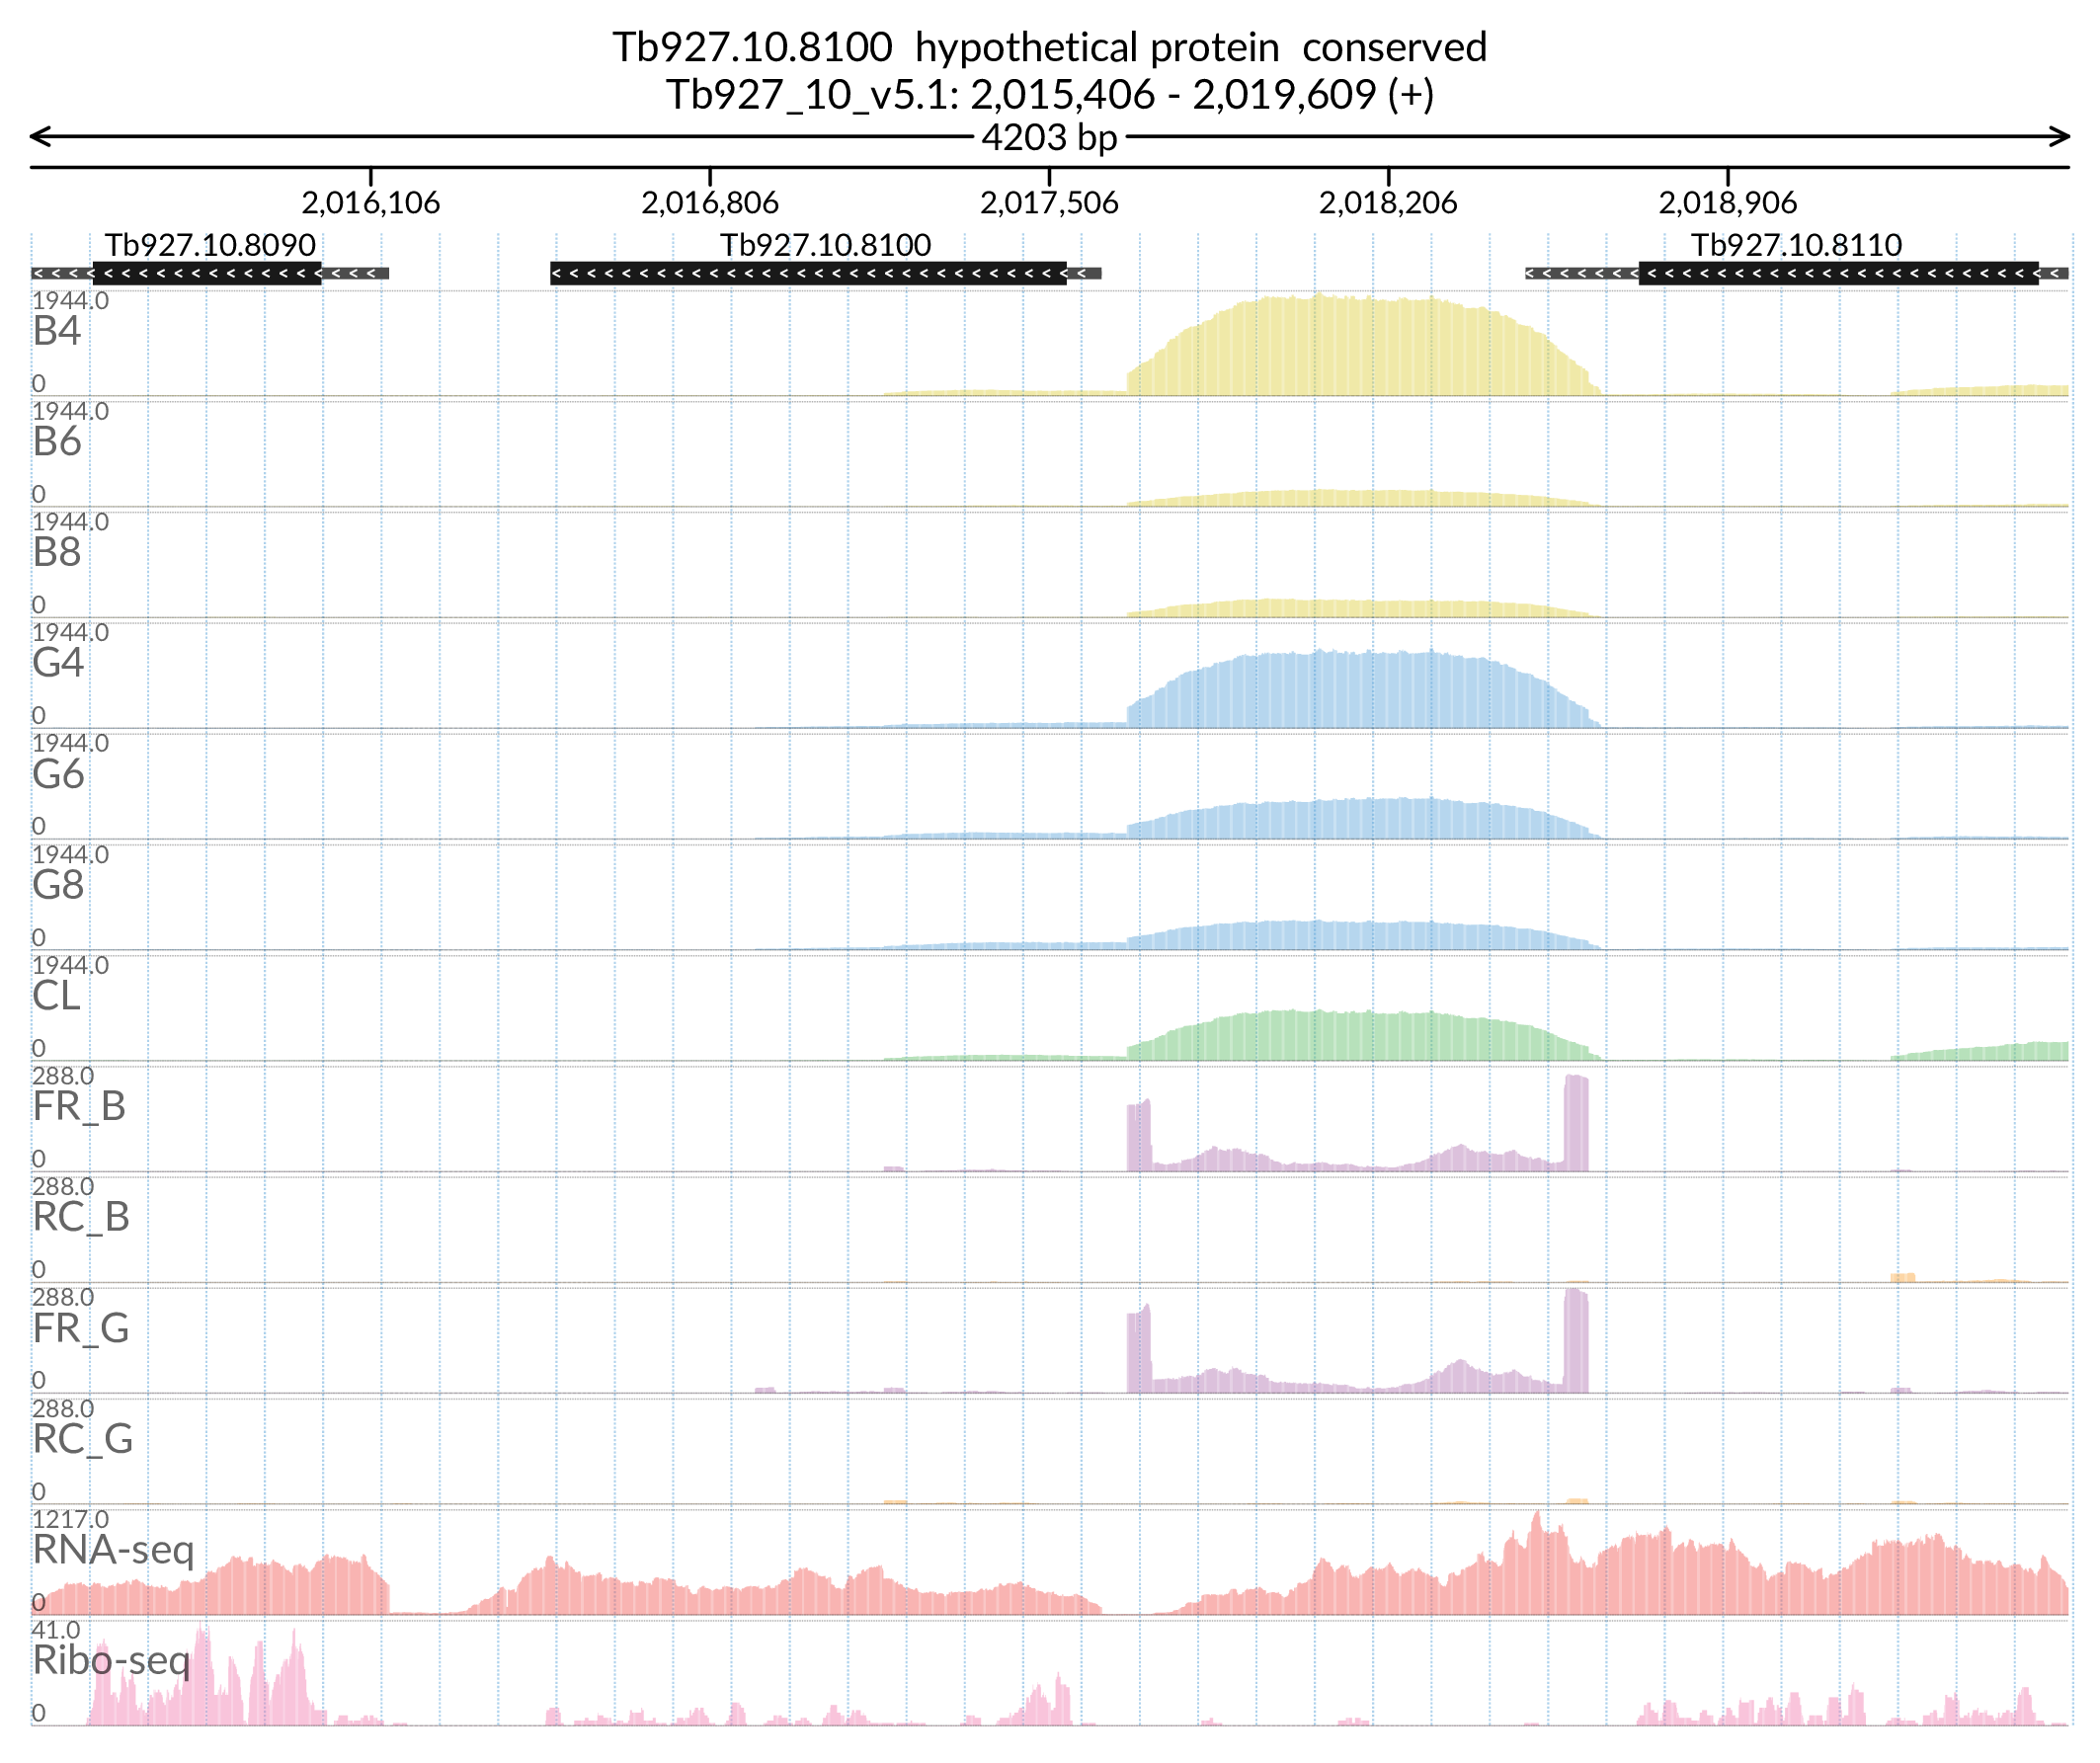 Tb927.10.8100 hypothetical protein conserved
Tb927_10_v5.1: 2,015,406 - 2,019,609 (+)
4203 bp
2,016,106 2,016,806 2,017,506 2,018,206 2,018,906
Tb927.10.8090 Tb927.10.8100 Tb927.10.8110
1944.0
B4
0
1944.0
B6
0
1944.0
B8
0
1944.0
G4
0
1944.0
G6
0
1944.0
G8
0
1944.0
CL
0
288.0
FR_B
0
288.0
RC_B
0
288.0
FR_G
0
288.0
RC_G
0
1217.0
RNA-seq
0
41.0
Ribo-seq
0